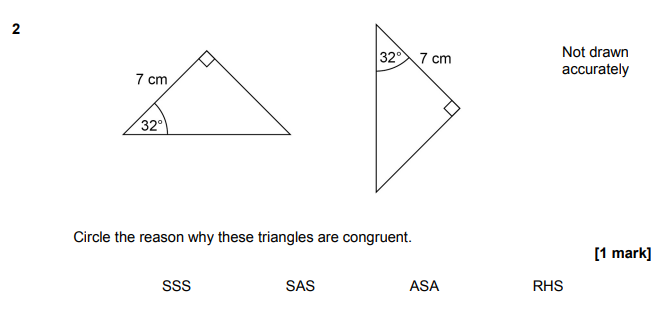 2
7 cm
32°
32°
7 cm
Not drawn
accurately
Circle the reason why these triangles are congruent.
[1 mark]
SSS SAS ASA RHS